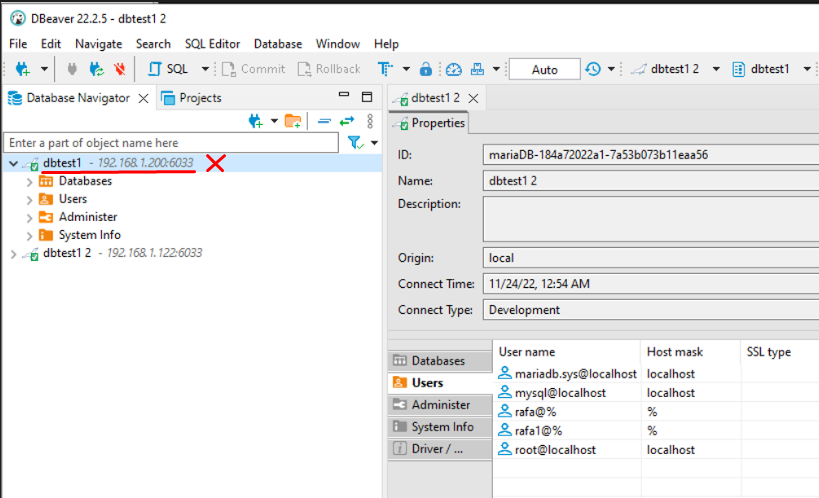 DBeaver 22.2.5 - dbtest1 2
File Edit Navigate Search SQL Editor Database Window Help
SQL Commit Rollback Auto dbtest1 2 dbtest1
Database Navigator Projects
Enter a part of object name here
dbtest1 - 192.168.1.200:6033
Databases
Users
Administer
System Info
dbtest1 2 - 192.168.1.122:6033
dbtest1 2
Properties
ID: mariaDB-184a72022a1-7a53b073b11eaa56
Name: dbtest1 2
Description:
Origin: local
Connect Time: 11/24/22, 12:54 AM
Connect Type: Development
Databases
Users
Administer
System Info
Driver / ...
User name Host mask SSL type
mariadb.sys@localhost localhost
mysql@localhost localhost
rafa@% %
rafa1@% %
root@localhost localhost